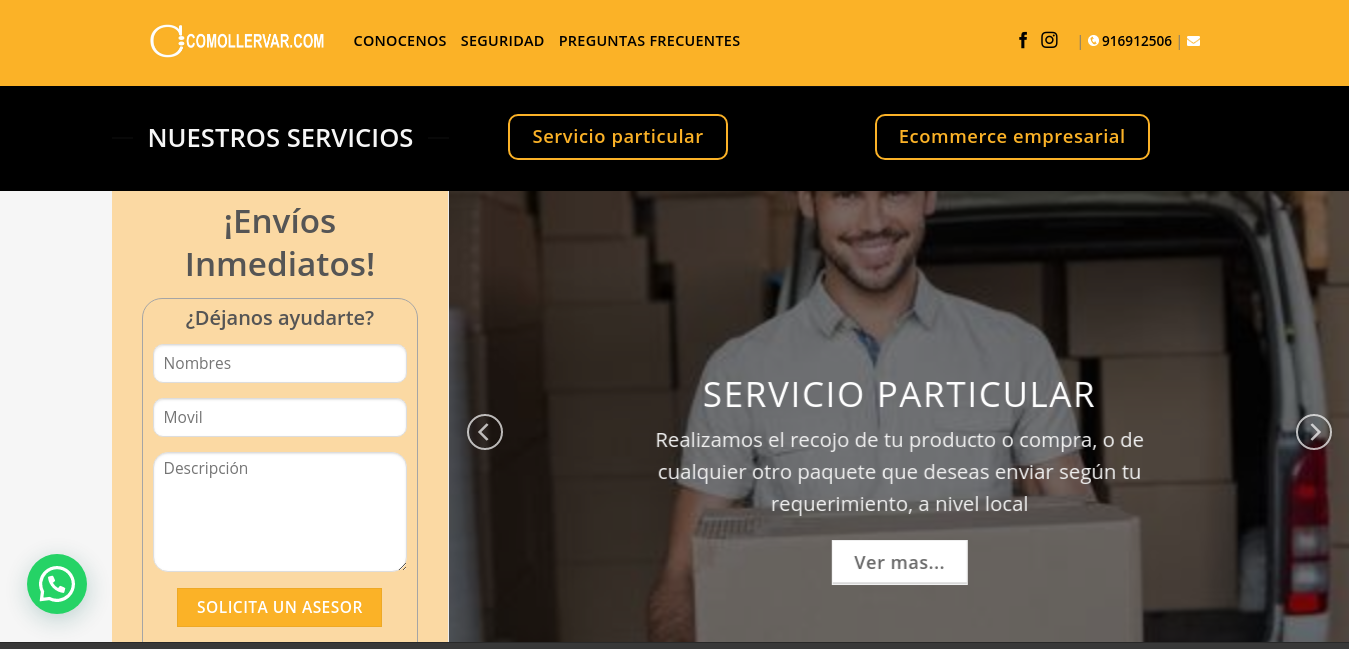 COMOLLERVAR.COM
CONOCENOS SEGURIDAD PREGUNTAS FRECUENTES
| 916912506 |
NUESTROS SERVICIOS
Servicio particular
Ecommerce empresarial
¡Envíos
Inmediatos!
¿Déjanos ayudarte?
Nombres
Movil
Descripción
SOLICITA UN ASESOR
SERVICIO PARTICULAR
Realizamos el recojo de tu producto o compra, o de
cualquier otro paquete que deseas enviar según tu
requerimiento, a nivel local
Ver mas...